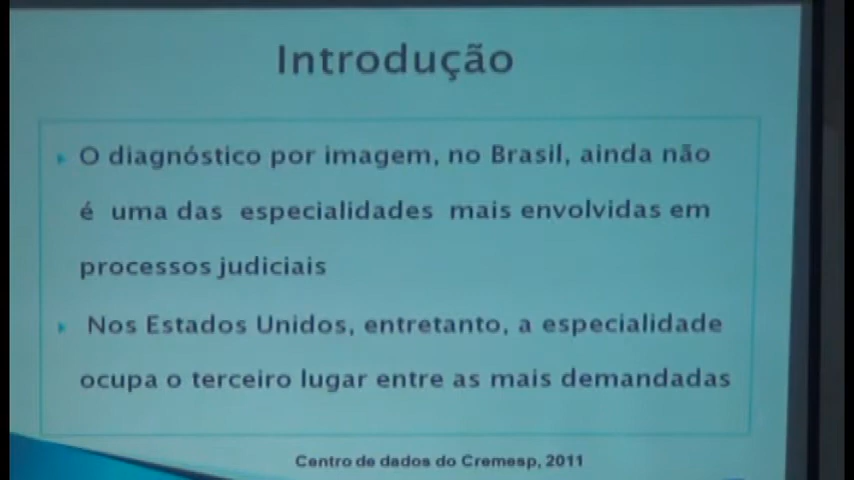 Introdução
O diagnóstico por imagem, no Brasil, ainda não
é uma das especialidades mais envolvidas em
processos judiciais
Nos Estados Unidos, entretanto, a especialidade
ocupa o terceiro lugar entre as mais demandadas
Centro de dados do Cremesp, 2011